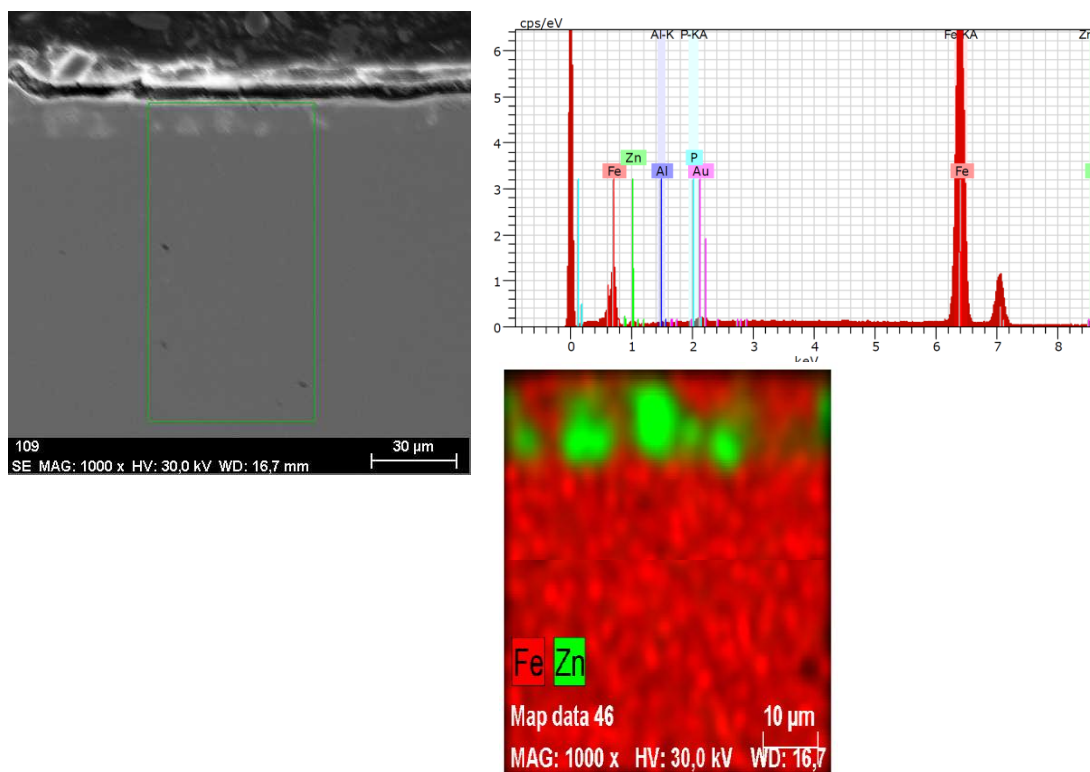 109
30 µm
SE MAG: 1000 x HV: 30,0 kV WD: 16,7 mm
cps/eV
Al-K P-KA Fe-KA Zn
6
5
4
3
2
1
0
Zn P
Fe Al Au Fe
0 1 2 3 4 5 6 7 8
keV
Fe Zn
Map data 46
10 µm
MAG: 1000 x HV: 30,0 kV WD: 16,7